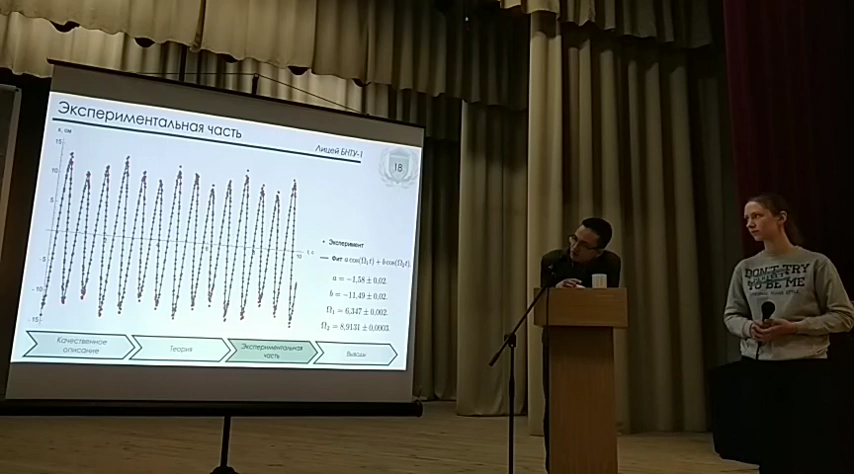 Экспериментальная часть
Лицей БНТУ-1
18
x, см
15
10
5
-5
-10
-15
10
t, c
Эксперимент
Фит a cos(Ω₁t) + b cos(Ω₂t).
a = −1,58 ± 0,02.
b = −11,49 ± 0,02.
Ω₁ = 6,347 ± 0,002.
Ω₂ = 8,9131 ± 0,0003.
Качественное описание
Теория
Экспериментальная часть
Выводы
DON'T TRY
TO BE ME